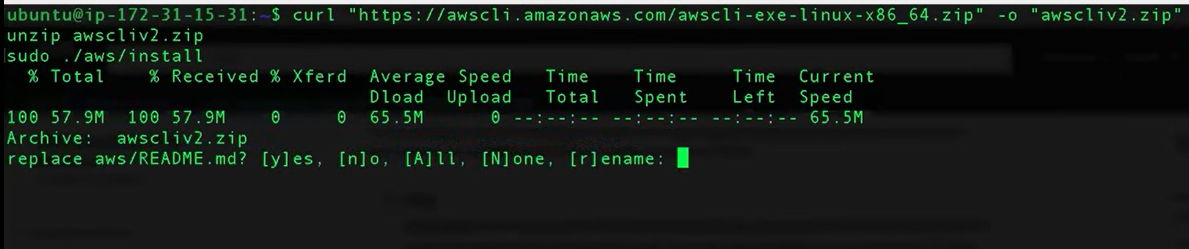 ubuntu@ip-172-31-15-31:~$ curl "https://awscli.amazonaws.com/awscli-exe-linux-x86_64.zip" -o "awscliv2.zip"
unzip awscliv2.zip
sudo ./aws/install
  % Total    % Received % Xferd  Average Speed   Time    Time     Time  Current
                                 Dload  Upload   Total   Spent    Left  Speed
100 57.9M  100 57.9M    0     0  65.5M      0 --:--:-- --:--:-- --:--:-- 65.5M
Archive:  awscliv2.zip
replace aws/README.md? [y]es, [n]o, [A]ll, [N]one, [r]ename: